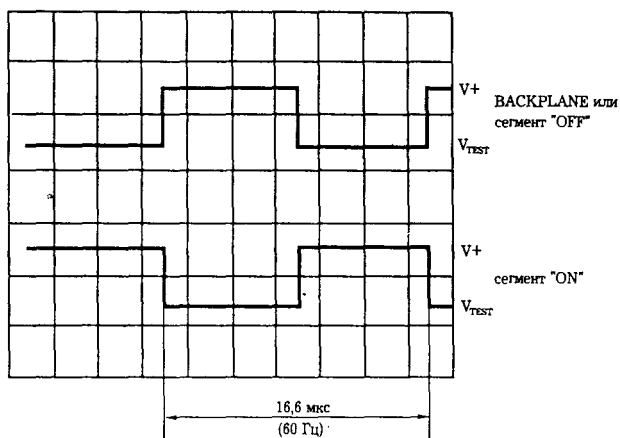 V+
BACKPLANE или
сегмент "OFF"
VTEST
V+
сегмент "ON"
VTEST
16,6 мкс
(60 Гц)